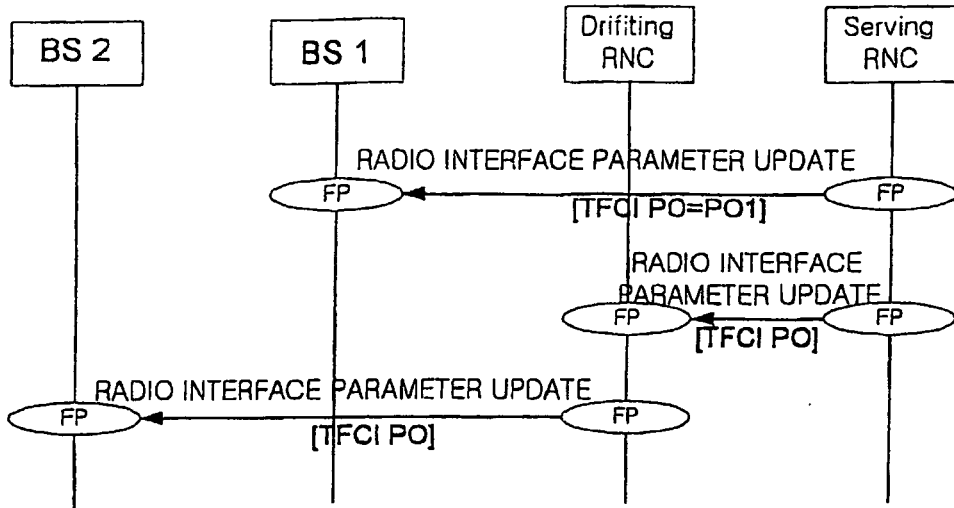 BS 2
BS 1
Drifiting
RNC
Serving
RNC
RADIO INTERFACE PARAMETER UPDATE
FP
FP
[TFCI PO=PO1]
RADIO INTERFACE
PARAMETER UPDATE
FP
FP
[TFCI PO]
RADIO INTERFACE PARAMETER UPDATE
FP
FP
[TFCI PO]